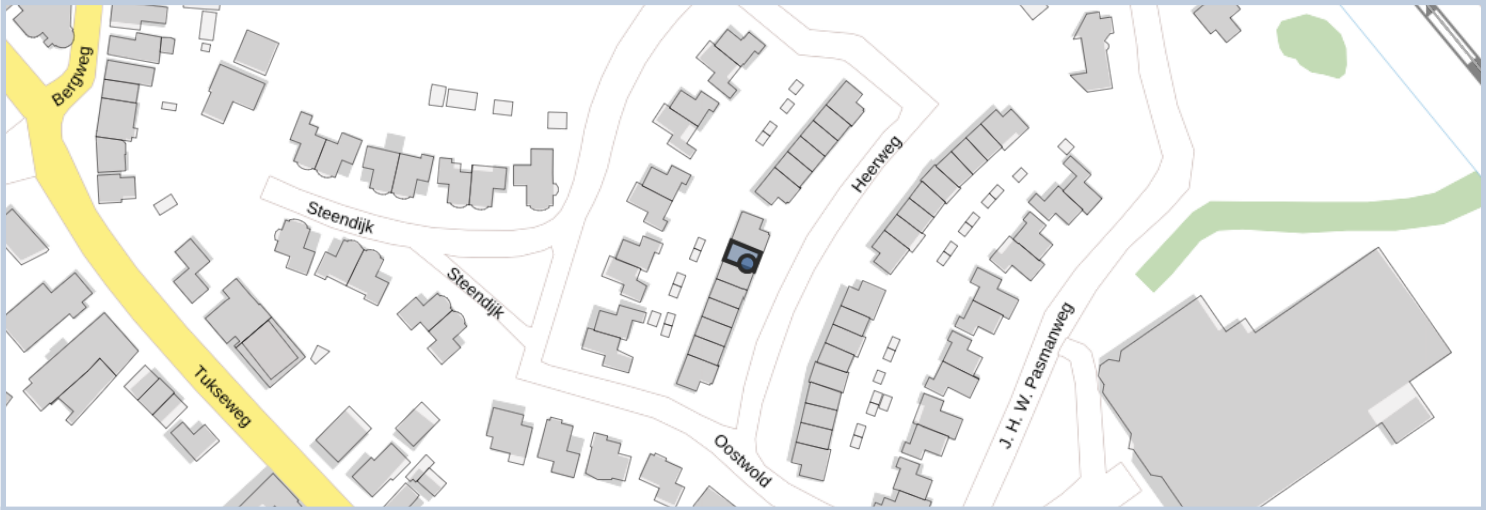 Bergweg
Heerweg
Steendijk
Steendijk
J. H. W. Pasmanweg
Tukseweg
Oostwold